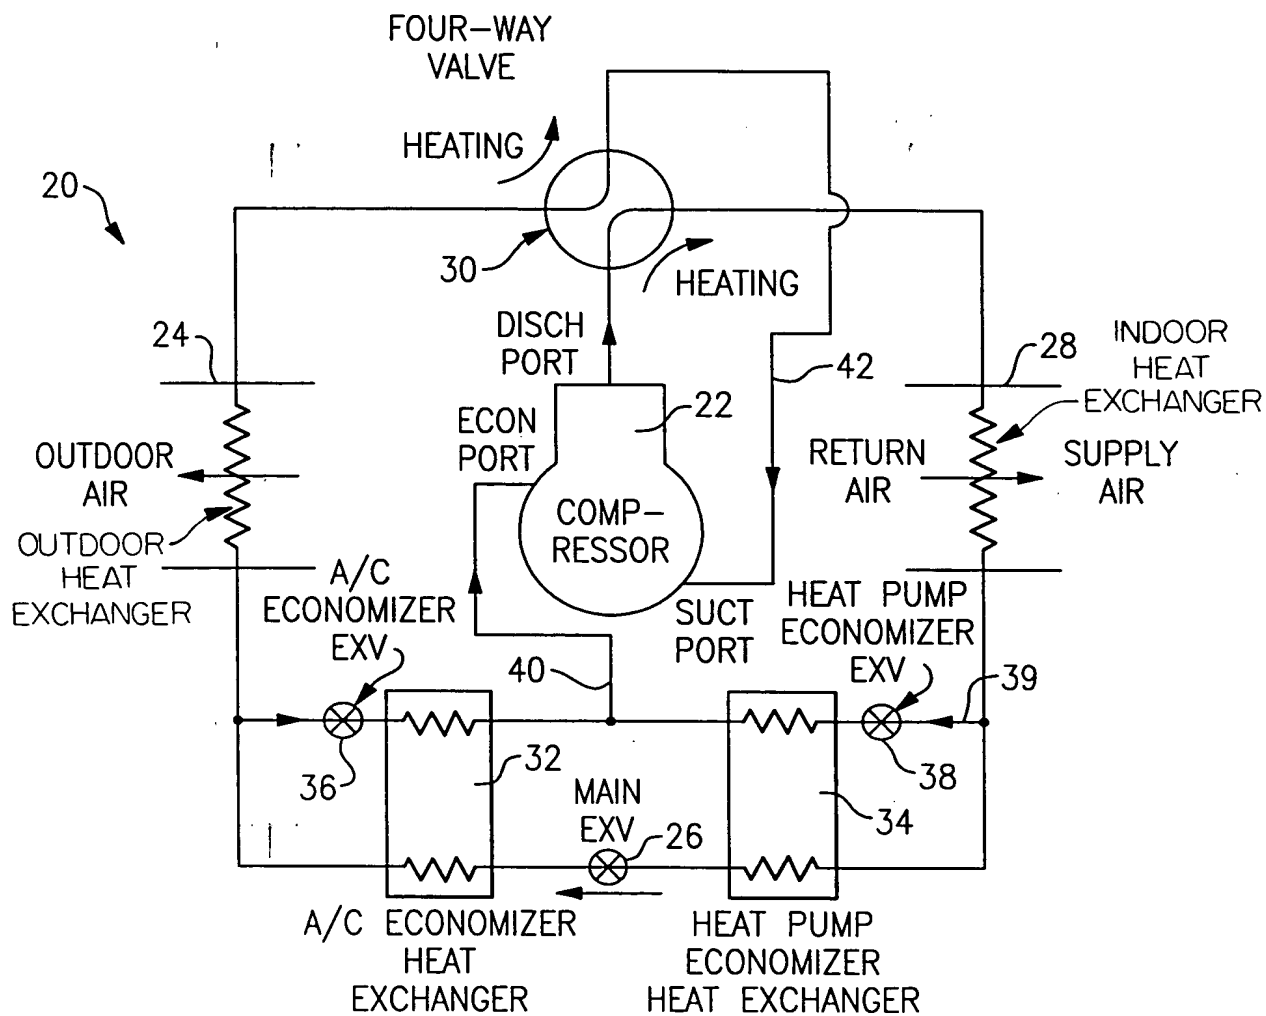 FOUR-WAY
VALVE
HEATING
20
30
HEATING
DISCH
PORT
24
42
28
INDOOR
HEAT
EXCHANGER
22
ECON
PORT
OUTDOOR
AIR
RETURN
AIR
SUPPLY
AIR
COMP-
RESSOR
OUTDOOR
HEAT
EXCHANGER
A/C
ECONOMIZER
EXV
SUCT
PORT
HEAT PUMP
ECONOMIZER
EXV
40
39
36
32
38
34
MAIN
EXV
26
A/C ECONOMIZER
HEAT
EXCHANGER
HEAT PUMP
ECONOMIZER
HEAT EXCHANGER